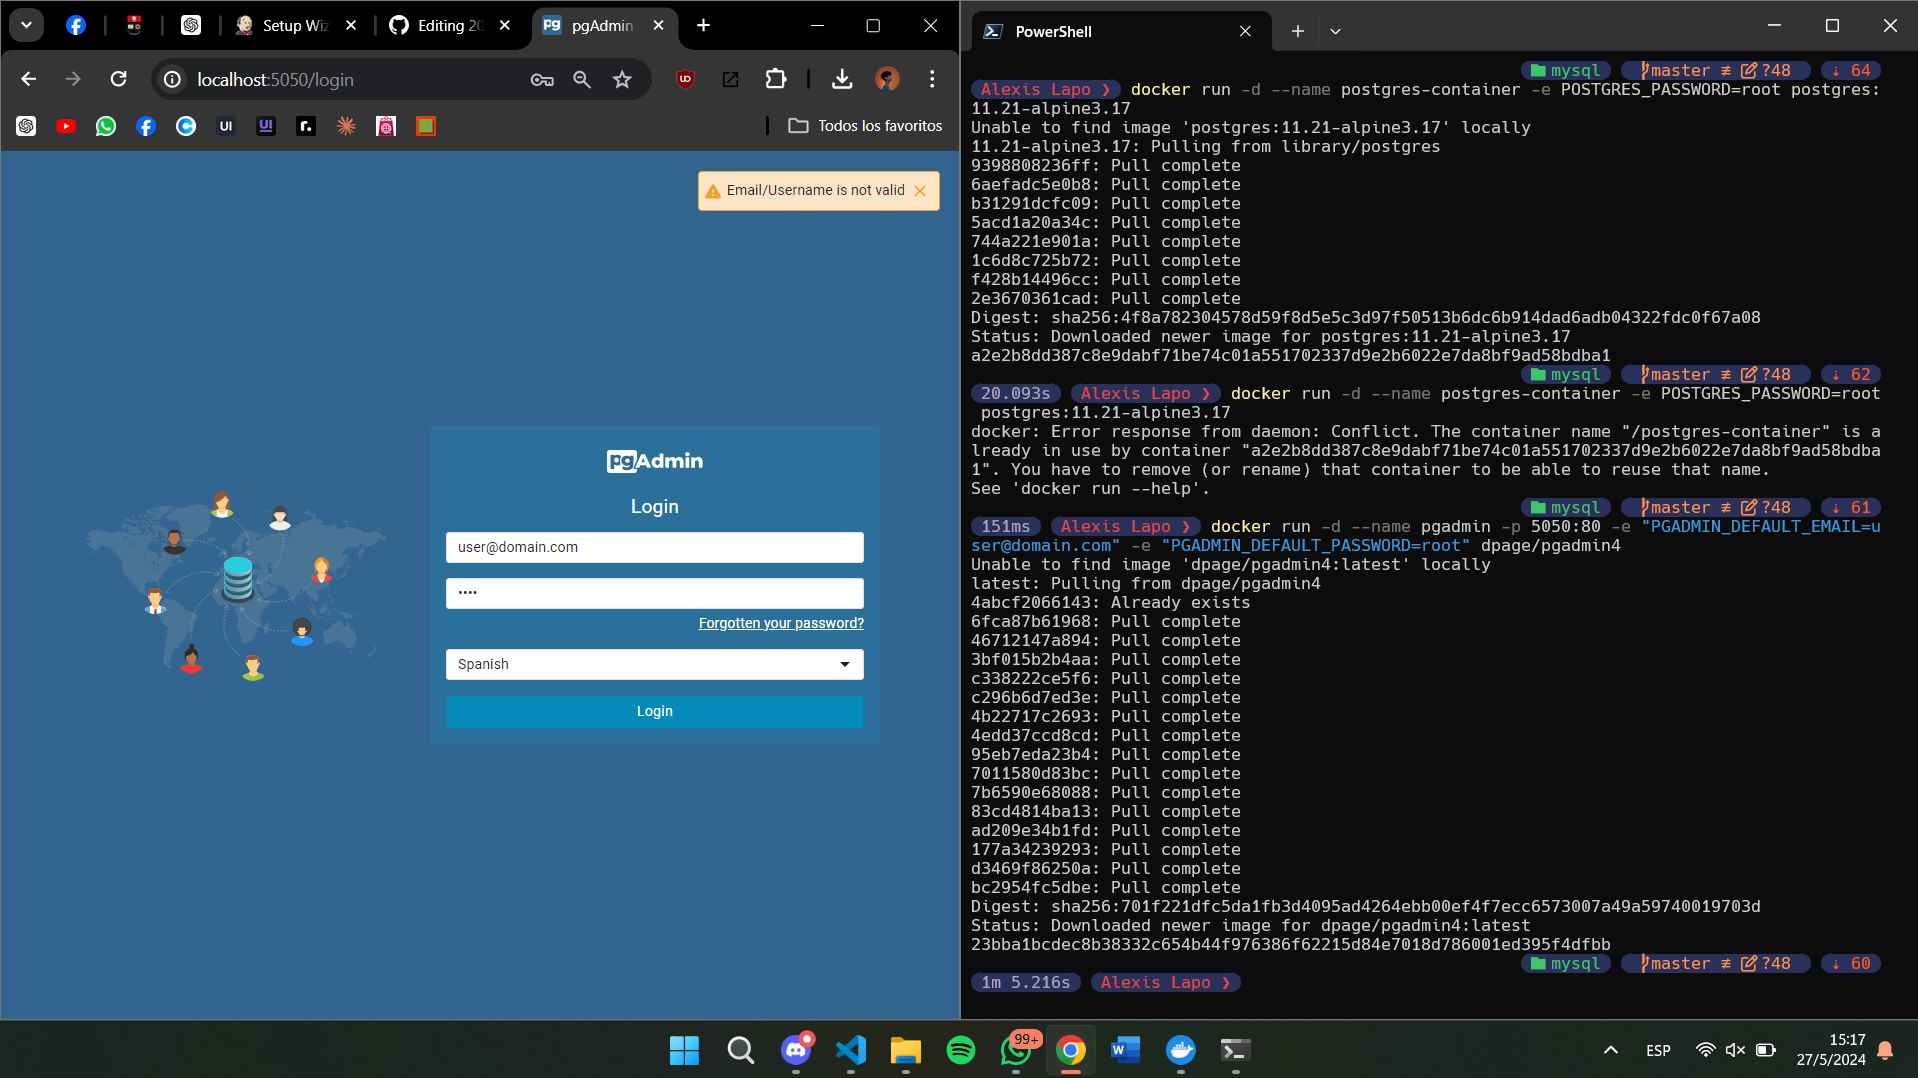 Setup Wiz
Editing 20
pgAdmin
localhost:5050/login
Todos los favoritos
Email/Username is not valid
pgAdmin
Login
user@domain.com
••••
Forgotten your password?
Spanish
Login
PowerShell
mysql master ≢ ?48 ↓ 64
Alexis Lapo ❯ docker run -d --name postgres-container -e POSTGRES_PASSWORD=root postgres:
11.21-alpine3.17
Unable to find image 'postgres:11.21-alpine3.17' locally
11.21-alpine3.17: Pulling from library/postgres
9398808236ff: Pull complete
6aefadc5e0b8: Pull complete
b31291dcfc09: Pull complete
5acd1a20a34c: Pull complete
744a221e901a: Pull complete
1c6d8c725b72: Pull complete
f428b14496cc: Pull complete
2e3670361cad: Pull complete
Digest: sha256:4f8a782304578d59f8d5e5c3d97f50513b6dc6b914dad6adb04322fdc0f67a08
Status: Downloaded newer image for postgres:11.21-alpine3.17
a2e2b8dd387c8e9dabf71be74c01a551702337d9e2b6022e7da8bf9ad58bdba1
mysql master ≢ ?48 ↓ 62
20.093s Alexis Lapo ❯ docker run -d --name postgres-container -e POSTGRES_PASSWORD=root
postgres:11.21-alpine3.17
docker: Error response from daemon: Conflict. The container name "/postgres-container" is a
lready in use by container "a2e2b8dd387c8e9dabf71be74c01a551702337d9e2b6022e7da8bf9ad58bdba
1". You have to remove (or rename) that container to be able to reuse that name.
See 'docker run --help'.
mysql master ≢ ?48 ↓ 61
151ms Alexis Lapo ❯ docker run -d --name pgadmin -p 5050:80 -e "PGADMIN_DEFAULT_EMAIL=u
ser@domain.com" -e "PGADMIN_DEFAULT_PASSWORD=root" dpage/pgadmin4
Unable to find image 'dpage/pgadmin4:latest' locally
latest: Pulling from dpage/pgadmin4
4abcf2066143: Already exists
6fca87b61968: Pull complete
46712147a894: Pull complete
3bf015b2b4aa: Pull complete
c338222ce5f6: Pull complete
c296b6d7ed3e: Pull complete
4b22717c2693: Pull complete
4edd37ccd8cd: Pull complete
95eb7eda23b4: Pull complete
7011580d83bc: Pull complete
7b6590e68088: Pull complete
83cd4814ba13: Pull complete
ad209e34b1fd: Pull complete
177a34239293: Pull complete
d3469f86250a: Pull complete
bc2954fc5dbe: Pull complete
Digest: sha256:701f221dfc5da1fb3d4095ad4264ebb00ef4f7ecc6573007a49a59740019703d
Status: Downloaded newer image for dpage/pgadmin4:latest
23bba1bcdec8b38332c654b44f976386f62215d84e7018d786001ed395f4dfbb
mysql master ≢ ?48 ↓ 60
1m 5.216s Alexis Lapo ❯
99+
ESP
15:17
27/5/2024